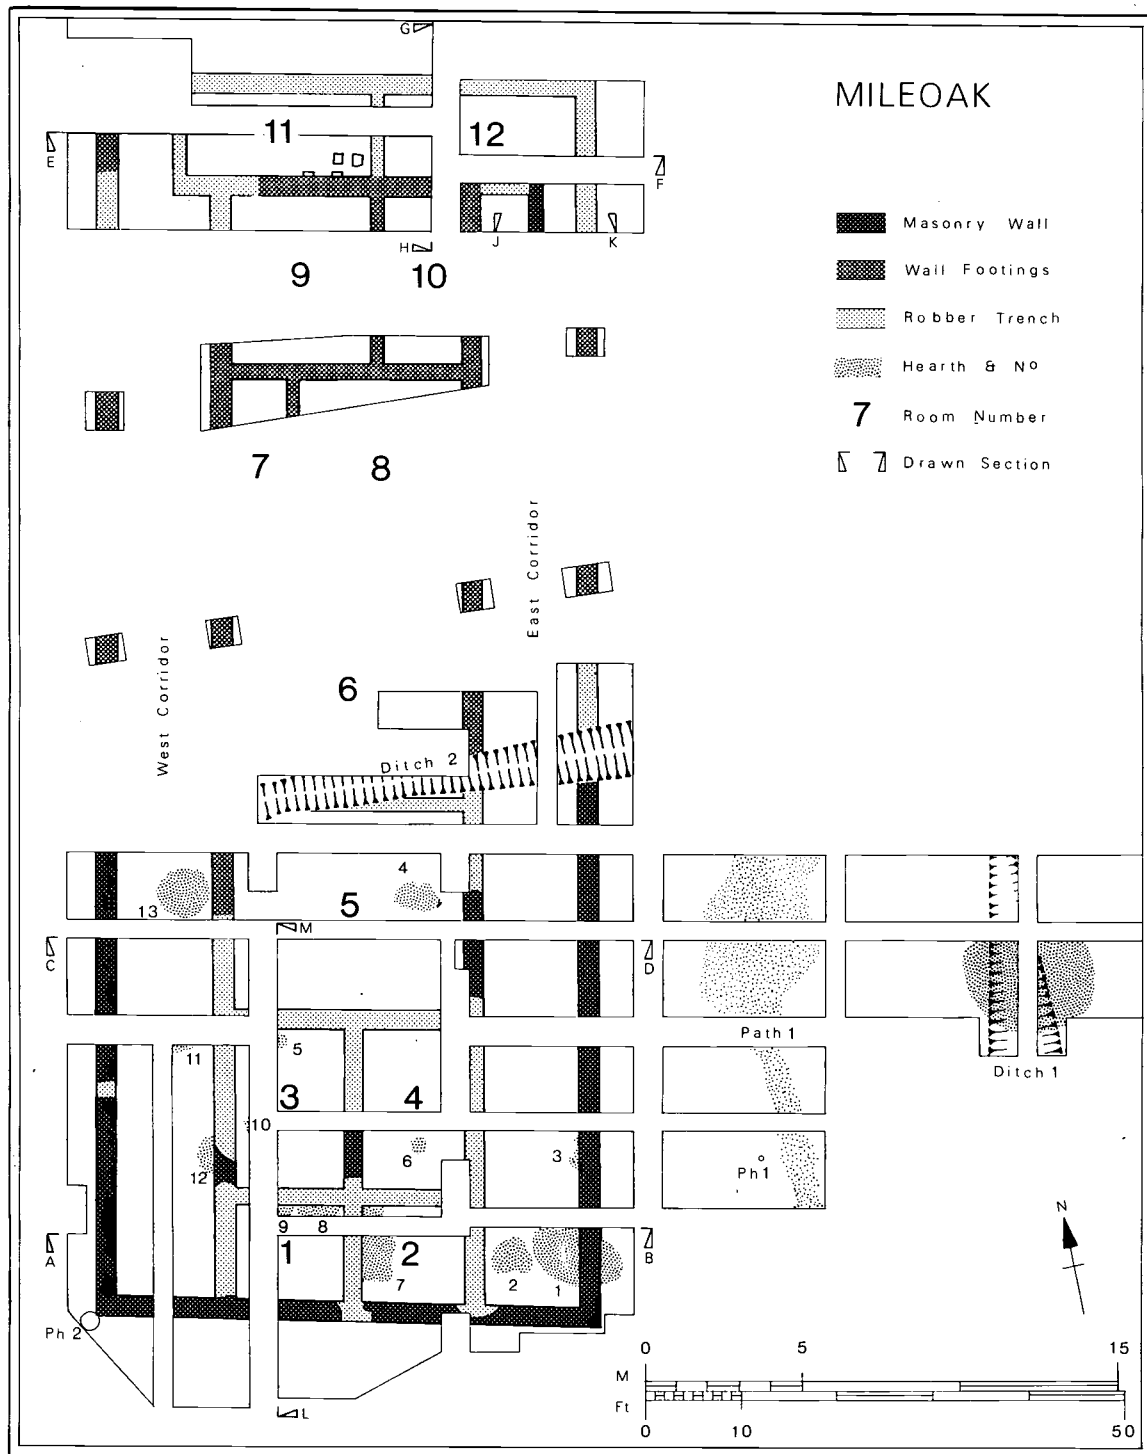 G
MILEOAK
11
12
E
F
J
K
H
9
10
Masonry Wall
Wall Footings
Robber Trench
Hearth & Nº
7 Room Number
Drawn Section
7
8
West Corridor
East Corridor
6
Ditch 2
4
13
5
M
C
D
Path 1
Ditch 1
5
11
3
4
10
12
6
3
Ph 1
9 8
1
2
A
B
7
2
1
N
Ph 2
0 5 15
M
Ft
0 10 50
L